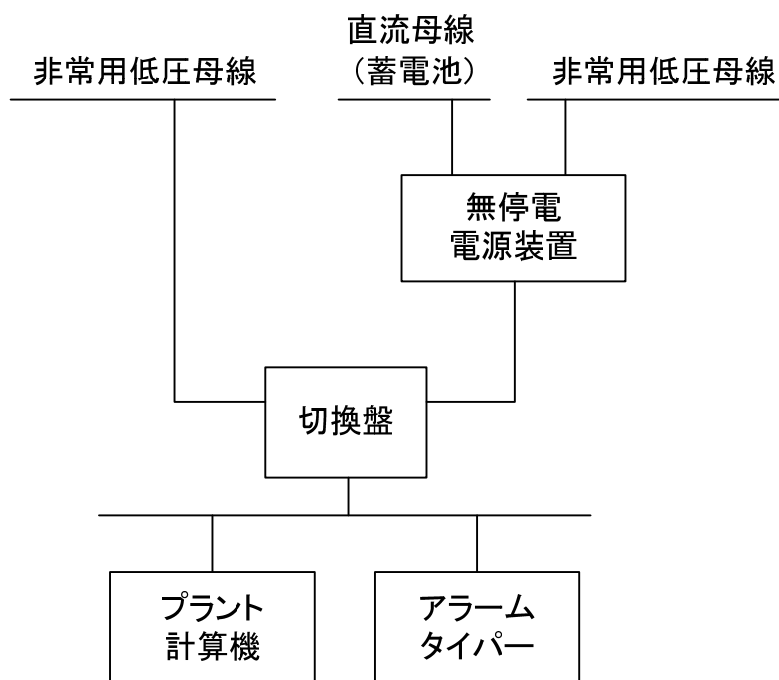 非常用低圧母線
直流母線
（蓄電池）
非常用低圧母線
無停電
電源装置
切換盤
プラント
計算機
アラーム
タイパー